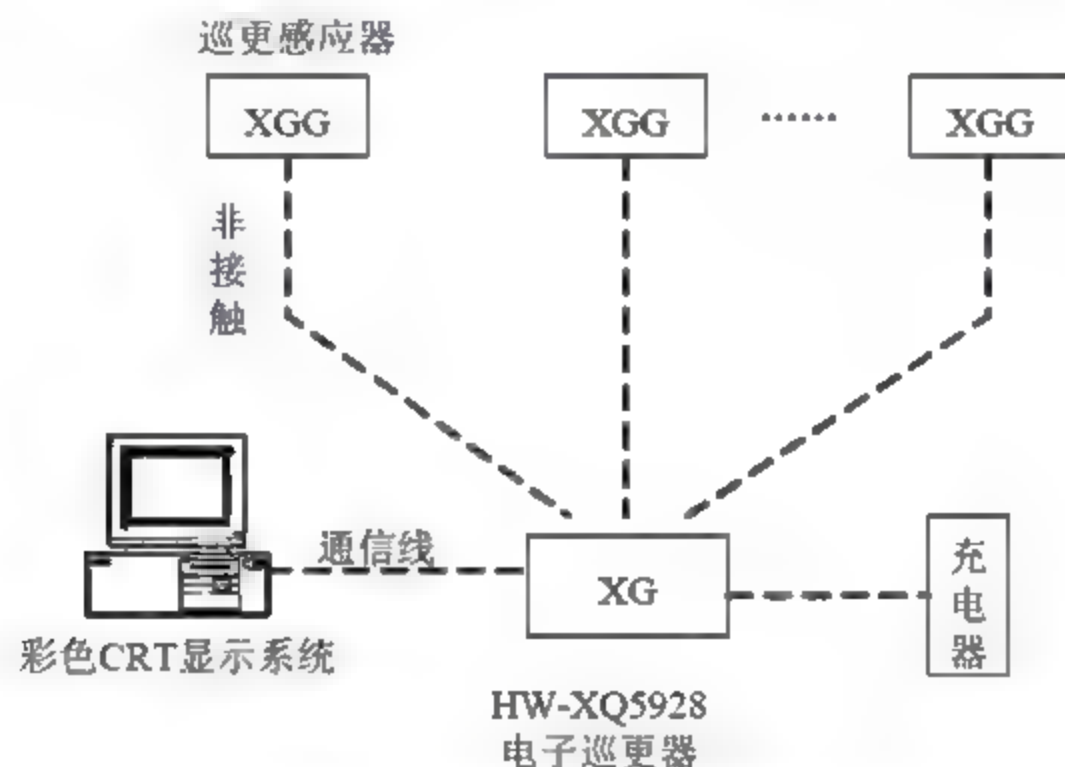 巡更感应器
XGG
XGG
......
XGG
非
接
触
通信线
XG
充
电
器
彩色CRT显示系统
HW-XQ5928
电子巡更器